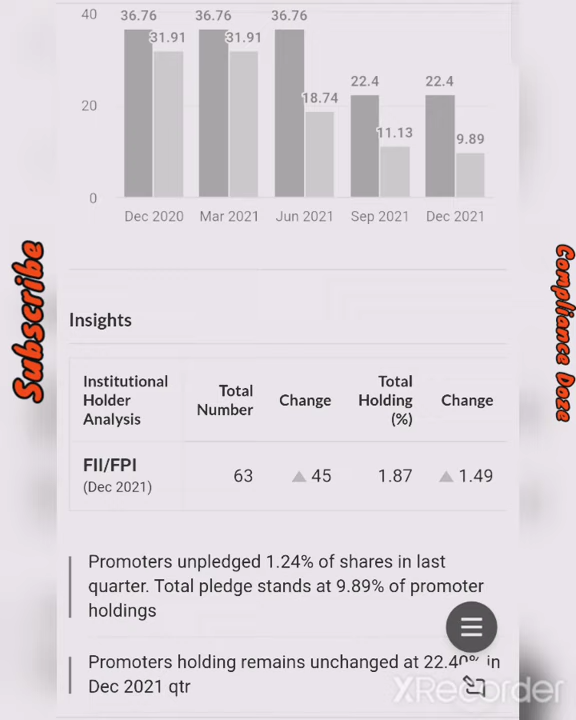 40
36.76
36.76
36.76
31.91
31.91
22.4
22.4
20
18.74
11.13
9.89
0
Dec 2020
Mar 2021
Jun 2021
Sep 2021
Dec 2021
Subscribe
Compliance Doze
Insights
Institutional Holder Analysis
Total Number
Change
Total Holding (%)
Change
FII/FPI
(Dec 2021)
63
45
1.87
1.49
Promoters unpledged 1.24% of shares in last
quarter. Total pledge stands at 9.89% of promoter
holdings
Promoters holding remains unchanged at 22.40% in
Dec 2021 qtr
XRecorder